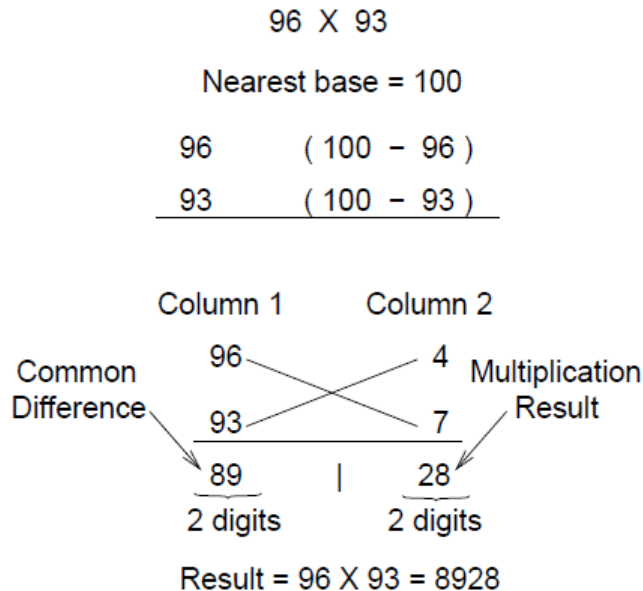 96 X 93
Nearest base = 100
96 ( 100 − 96 )
93 ( 100 − 93 )
Column 1 Column 2
96 4
Common Difference
Multiplication Result
93 7
89 | 28
2 digits 2 digits
Result = 96 X 93 = 8928